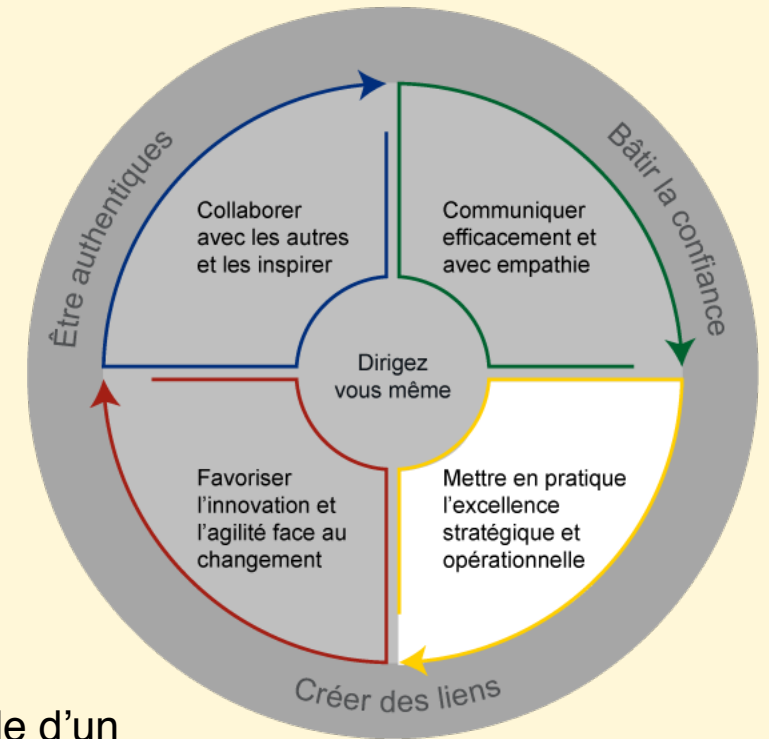 Être authentiques
Bâtir la confiance
Collaborer
avec les autres
et les inspirer
Communiquer
efficacement et
avec empathie
Dirigez
vous même
Favoriser
l’innovation et
l’agilité face au
changement
Mettre en pratique
l’excellence
stratégique et
opérationnelle
Créer des liens
d’un